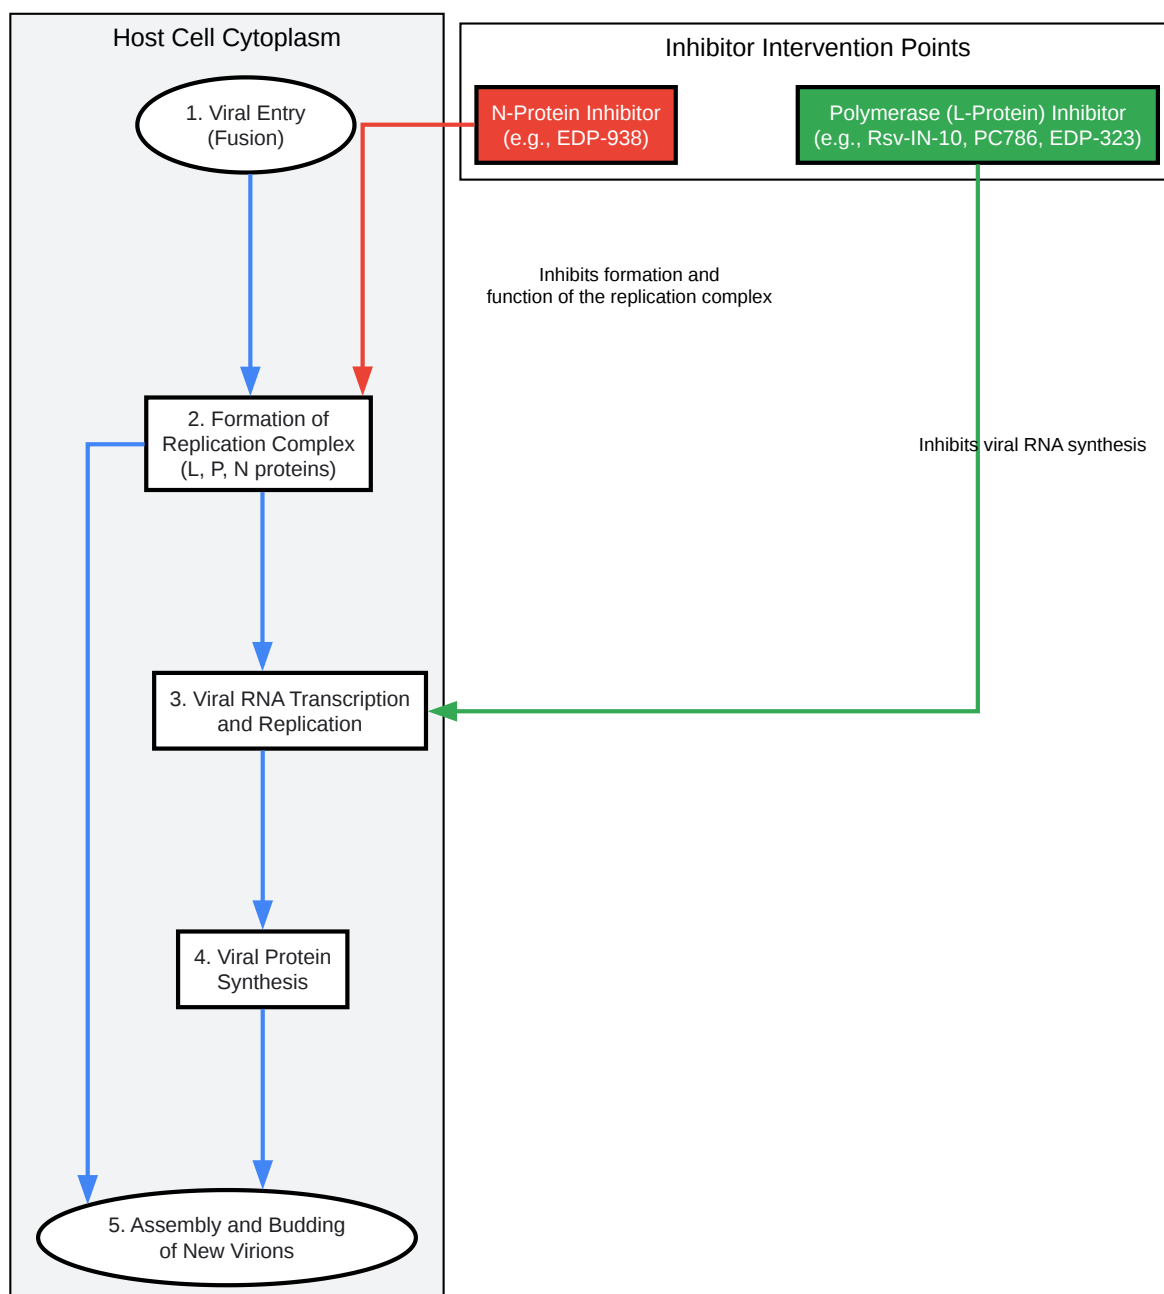 Host Cell Cytoplasm
1. Viral Entry
(Fusion)
Inhibitor Intervention Points
N-Protein Inhibitor
(e.g., EDP-938)
Polymerase (L-Protein) Inhibitor
(e.g., Rsv-IN-10, PC786, EDP-323)
Inhibits formation and
function of the replication complex
2. Formation of
Replication Complex
(L, P, N proteins)
Inhibits viral RNA synthesis
3. Viral RNA Transcription
and Replication
4. Viral Protein
Synthesis
5. Assembly and Budding
of New Virions